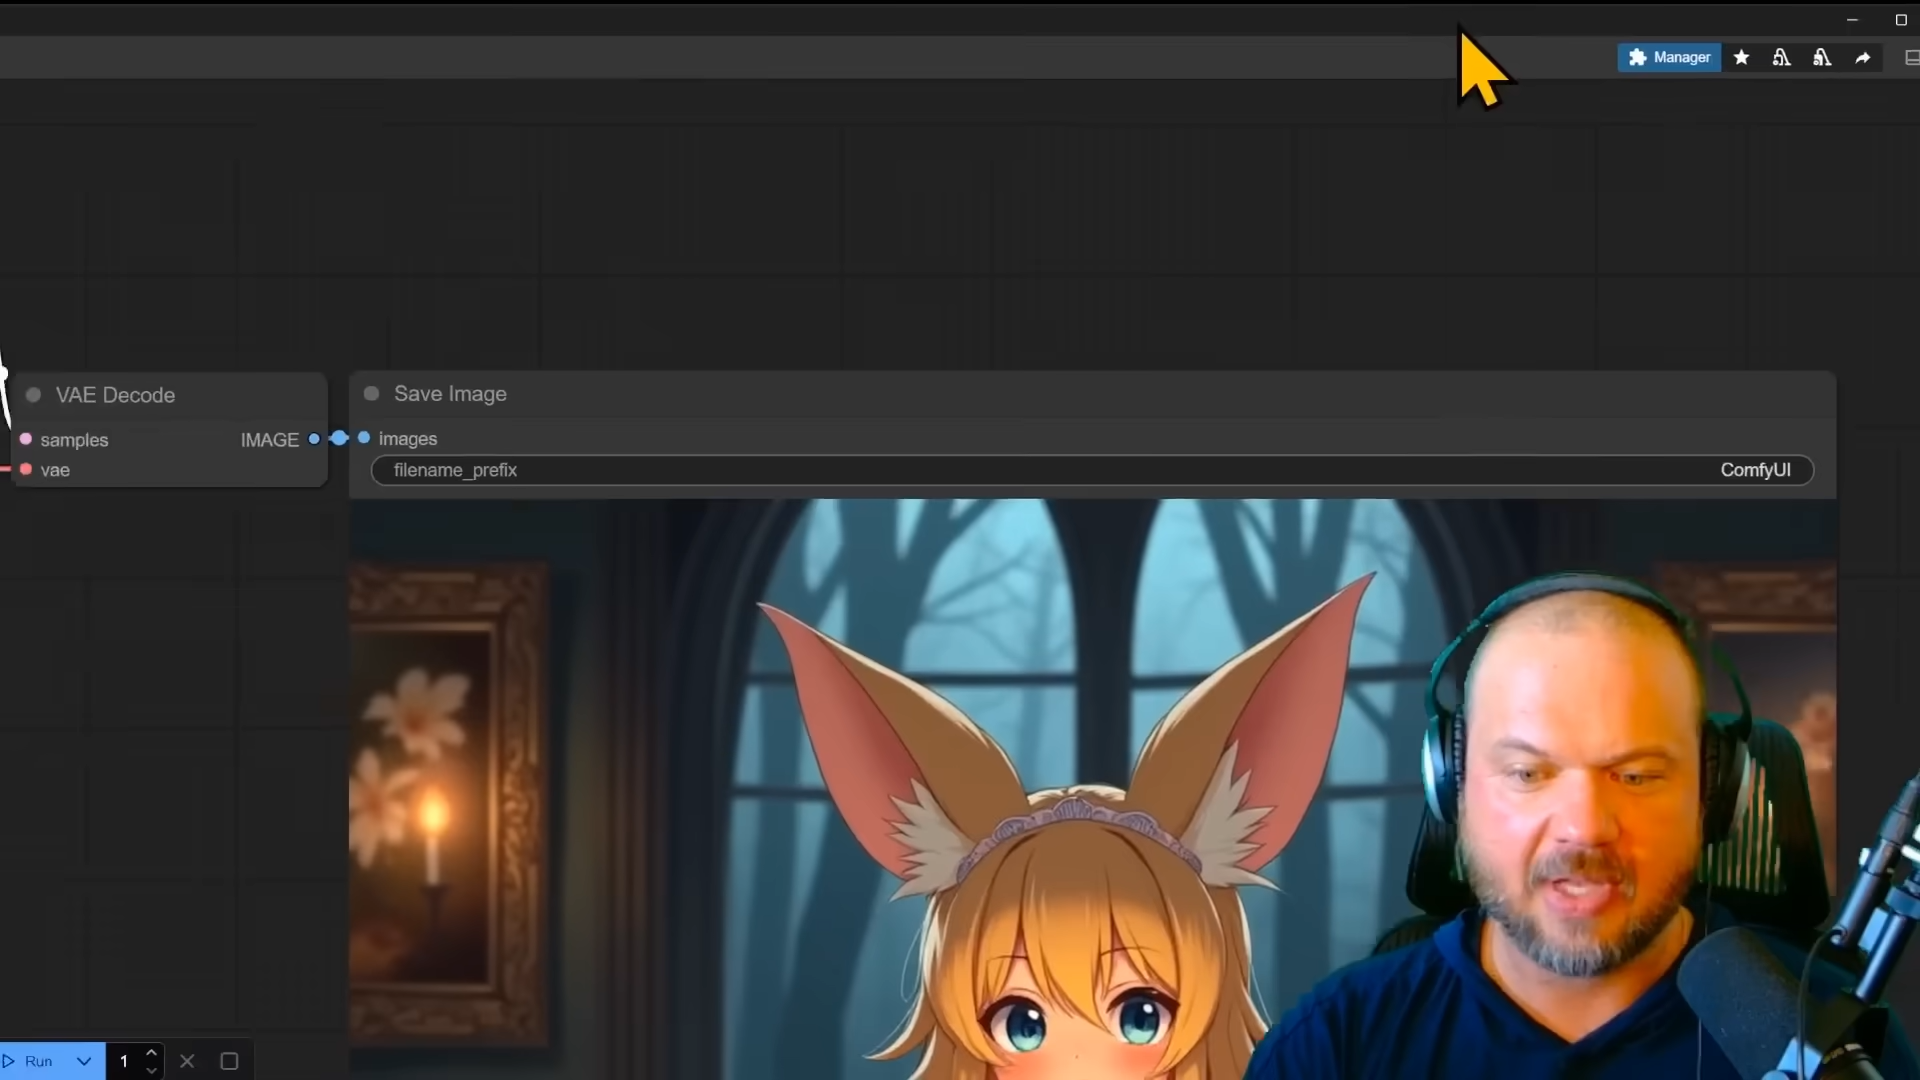 Manager
VAE Decode
samples
IMAGE
vae
Save Image
images
filename_prefix
ComfyUI
Run
1